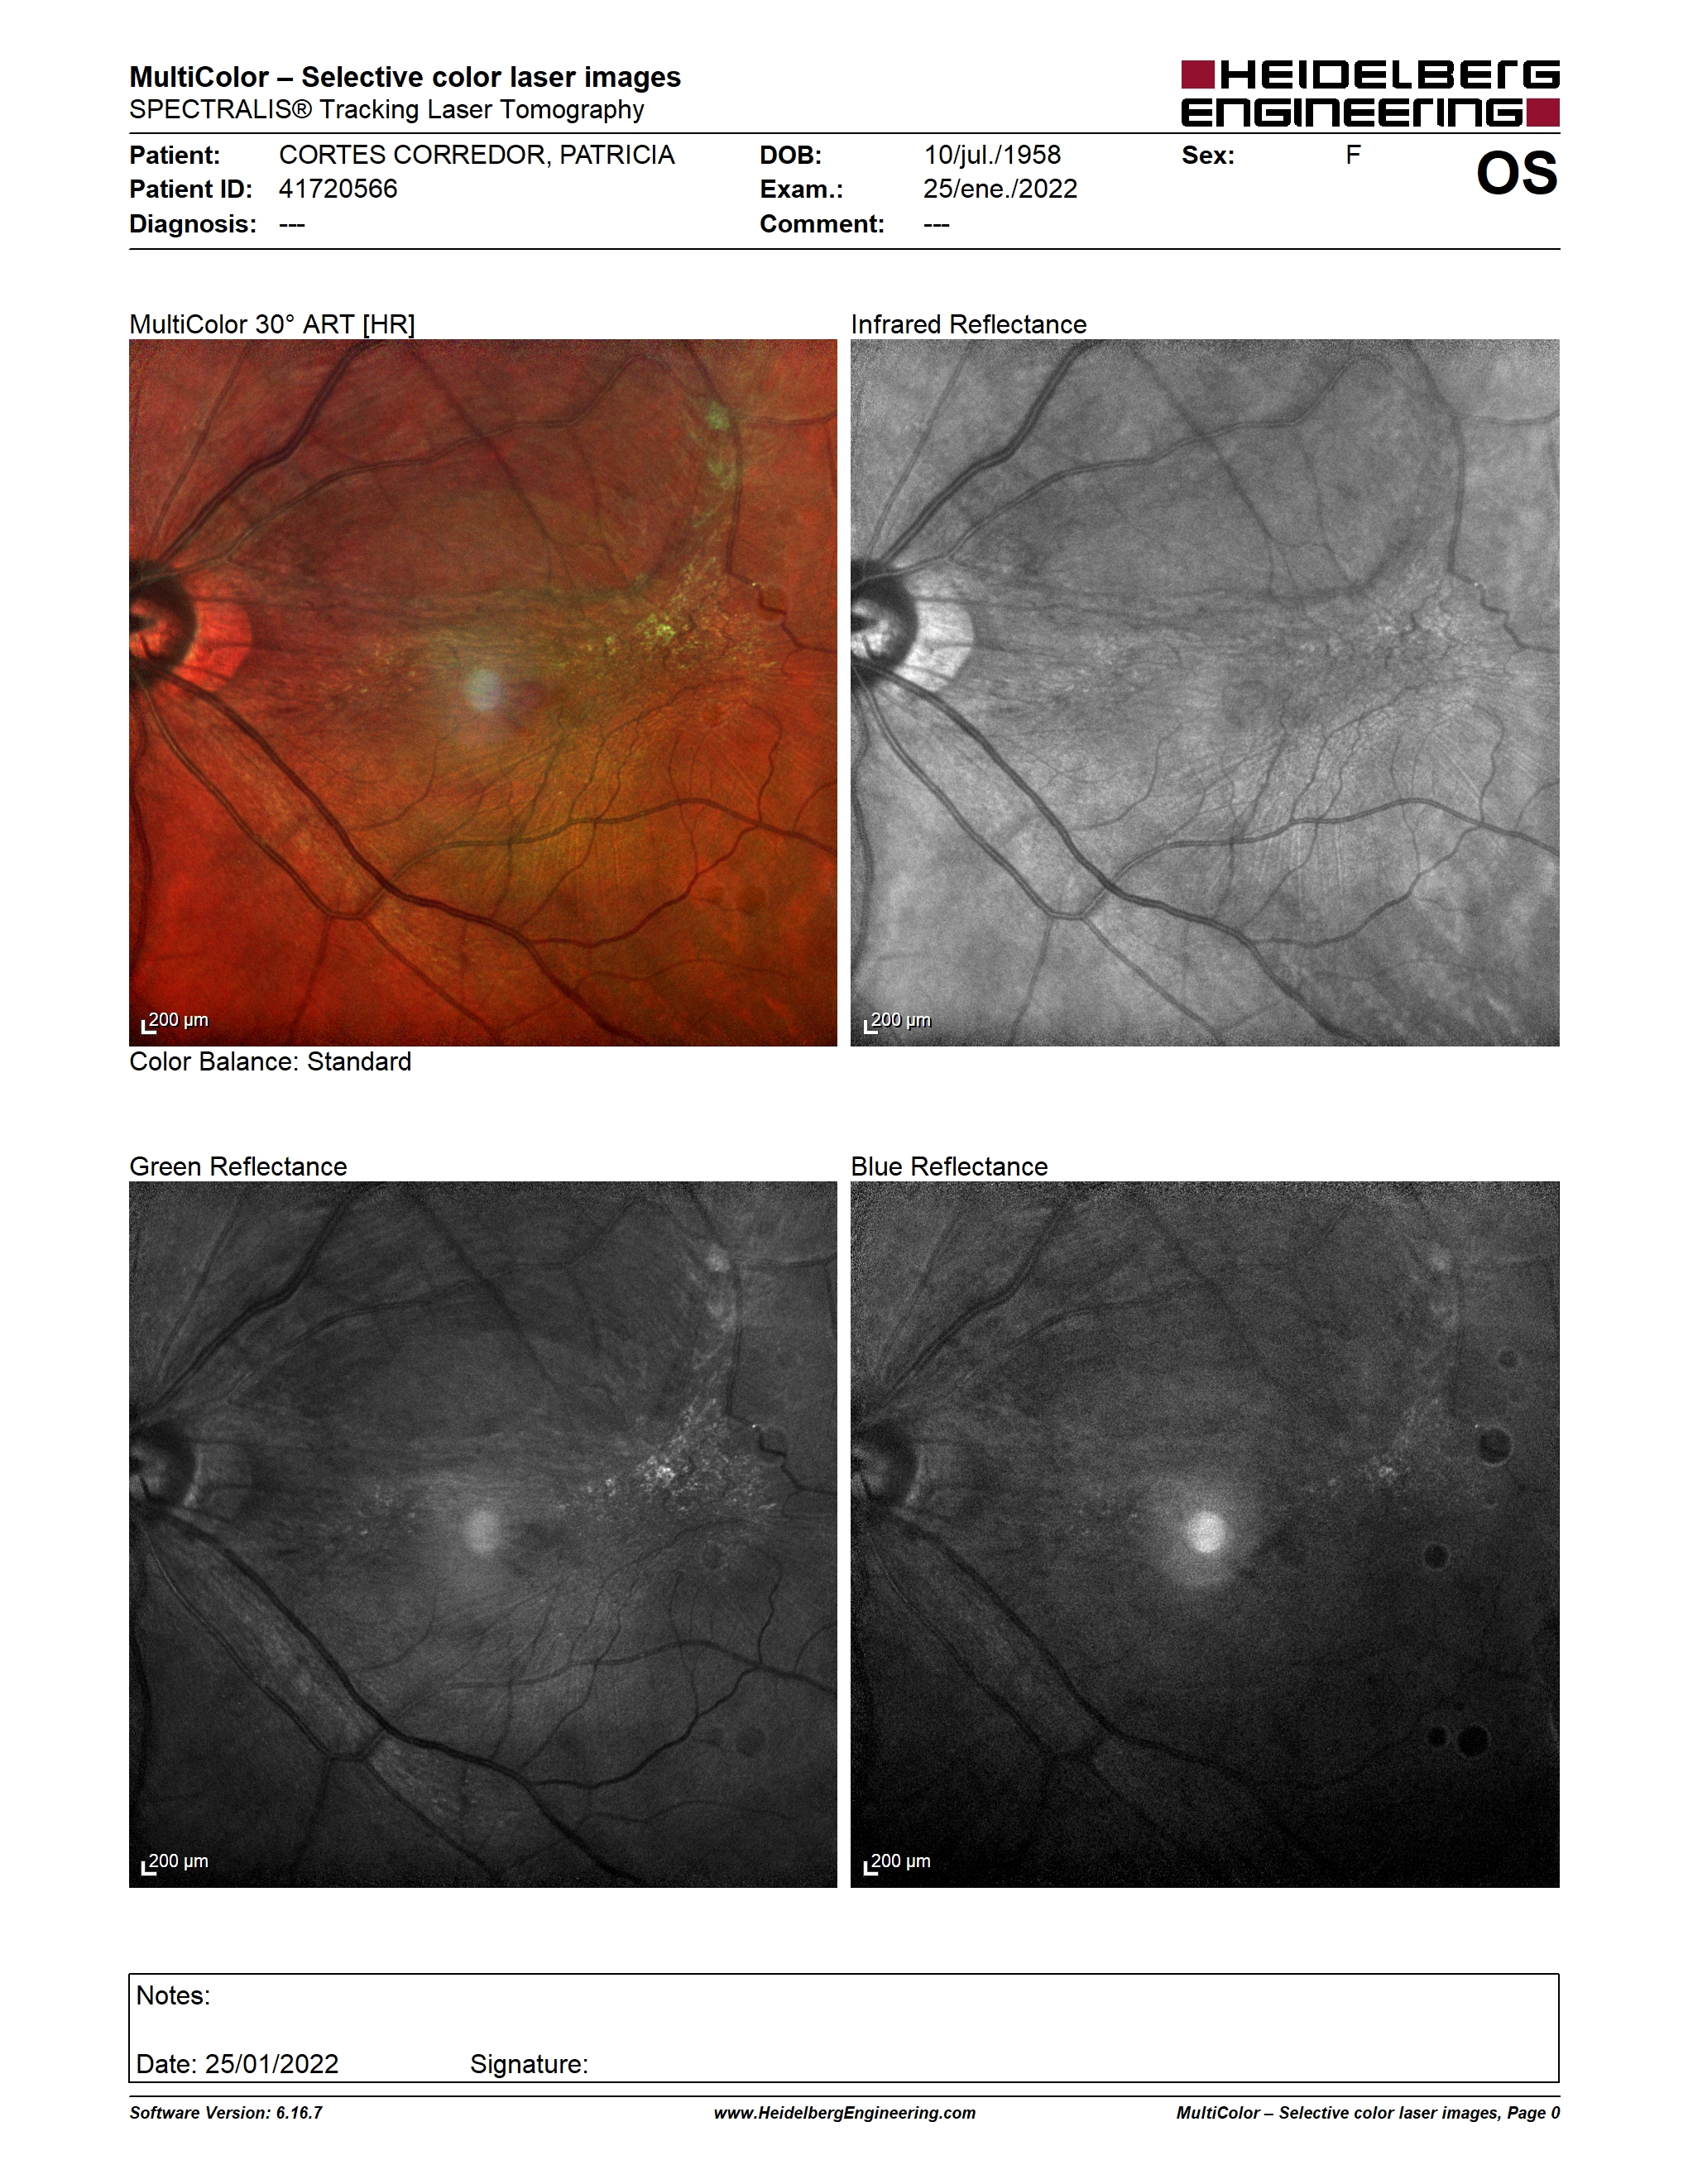 MultiColor – Selective color laser images
SPECTRALIS® Tracking Laser Tomography
HEIDELBERG
ENGINEERING
Patient: CORTES CORREDOR, PATRICIA DOB: 10/jul./1958 Sex: F OS
Patient ID: 41720566 Exam.: 25/ene./2022
Diagnosis: --- Comment: ---
MultiColor 30° ART [HR] Infrared Reflectance
200 µm 200 µm
Color Balance: Standard
Green Reflectance Blue Reflectance
200 µm 200 µm
Notes:
Date: 25/01/2022 Signature:
Software Version: 6.16.7 www.HeidelbergEngineering.com MultiColor – Selective color laser images, Page 0